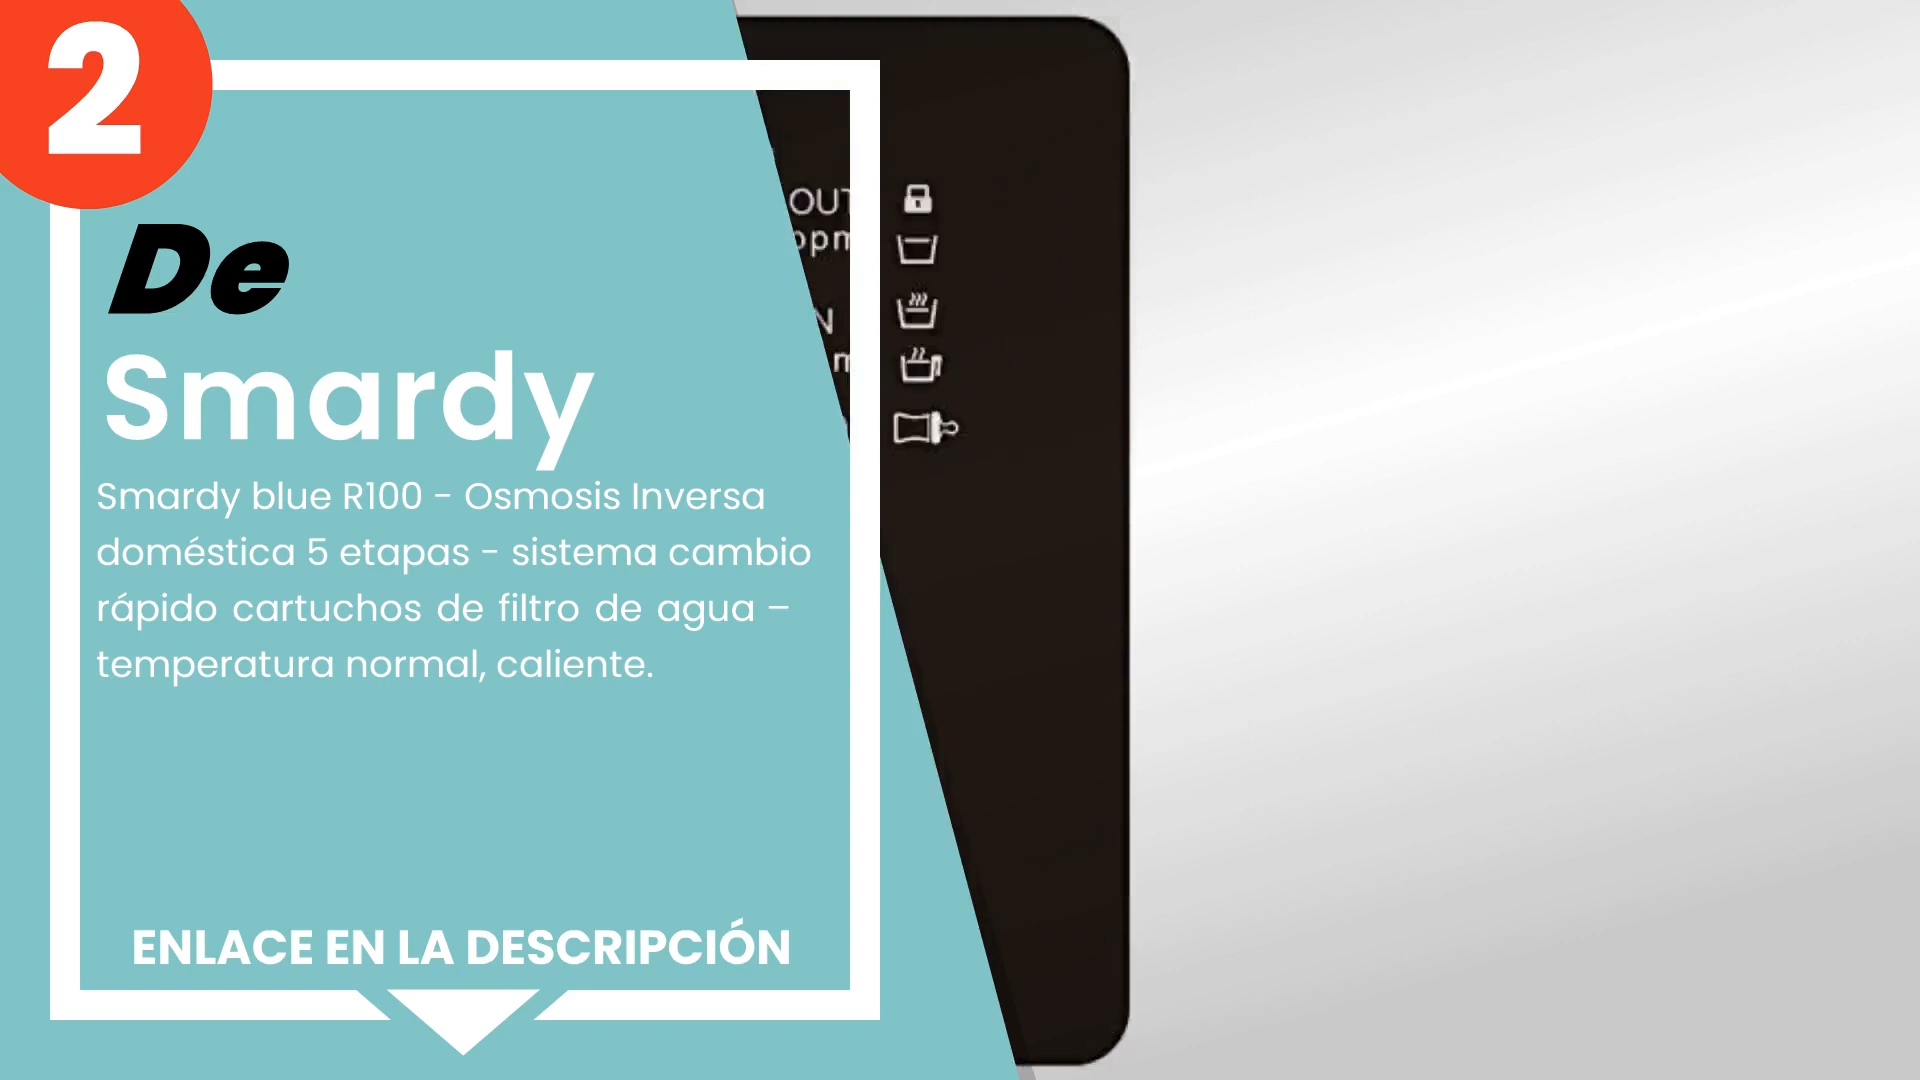 2
De
Smardy
Smardy blue R100 - Osmosis Inversa
doméstica 5 etapas - sistema cambio
rápido cartuchos de filtro de agua –
temperatura normal, caliente.
ENLACE EN LA DESCRIPCIÓN